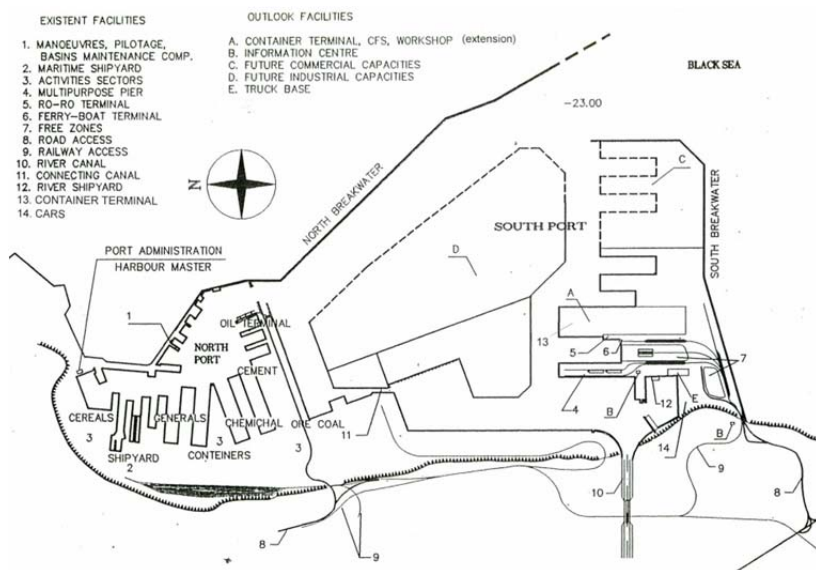 EXISTENT FACILITIES
1. MANOEUVRES, PILOTAGE,
BASINS MAINTENANCE COMP.
2. MARITIME SHIPYARD
3. ACTIVITIES SECTORS
4. MULTIPURPOSE PIER
5. RO-RO TERMINAL
6. FERRY-BOAT TERMINAL
7. FREE ZONES
8. ROAD ACCESS
9. RAILWAY ACCESS
10. RIVER CANAL
11. CONNECTING CANAL
12. RIVER SHIPYARD
13. CONTAINER TERMINAL
14. CARS
OUTLOOK FACILITIES
A. CONTAINER TERMINAL, CFS, WORKSHOP (extension)
B. INFORMATION CENTRE
C. FUTURE COMMERCIAL CAPACITIES
D. FUTURE INDUSTRIAL CAPACITIES
E. TRUCK BASE
BLACK SEA
-23.00
N
NORTH BREAKWATER
C
SOUTH PORT
SOUTH BREAKWATER
PORT ADMINISTRATION
HARBOUR MASTER
D
A
1
OIL TERMINAL
13
NORTH
PORT
5
6
7
CEMENT
4
B
12
E
CEREALS
GENERALS
CHEMICHAL
ORE COAL
11
B
3
3
3
14
9
SHIPYARD
CONTEINERS
2
10
8
8
9